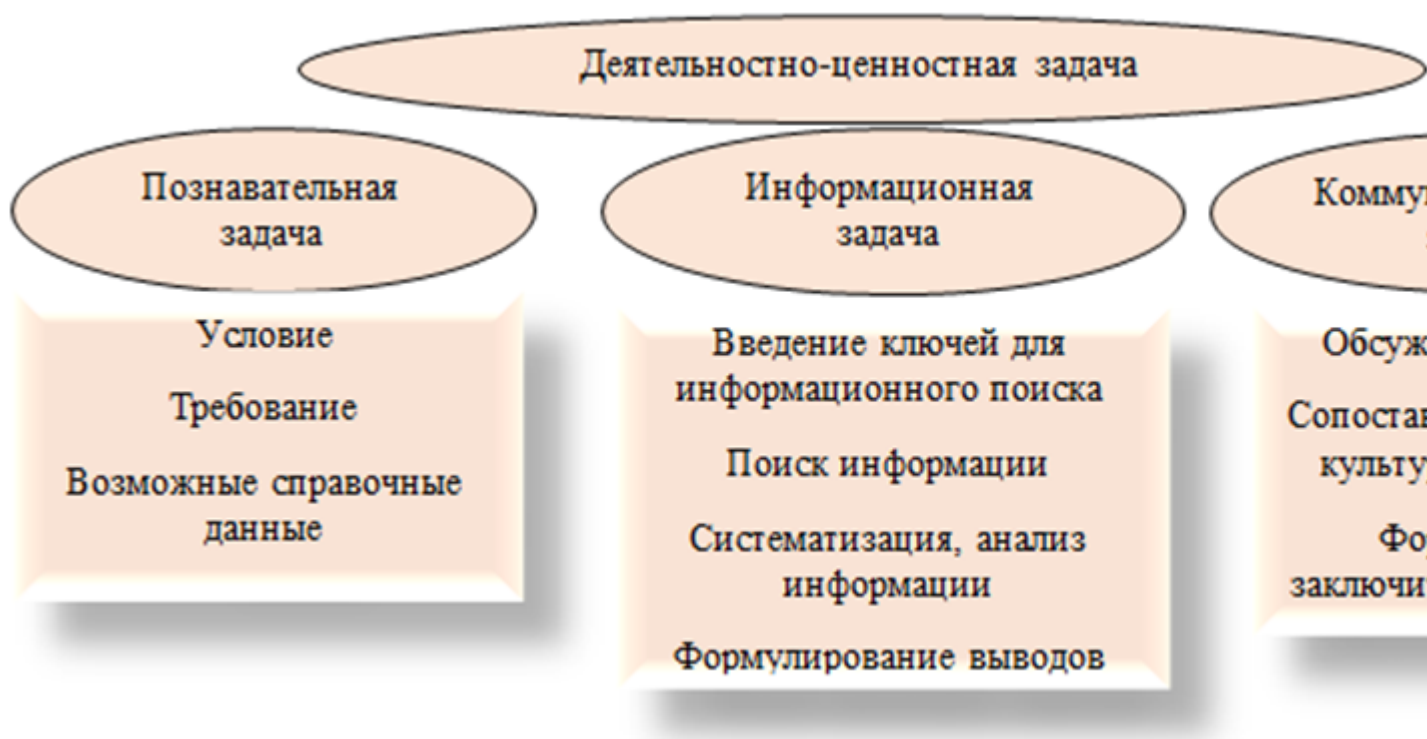 Деятельностно-ценностная задача
Познавательная
задача
Информационная
задача
Условие
Требование
Возможные справочные
данные
Введение ключей для
информационного поиска
Поиск информации
Систематизация, анализ
информации
Формулирование выводов